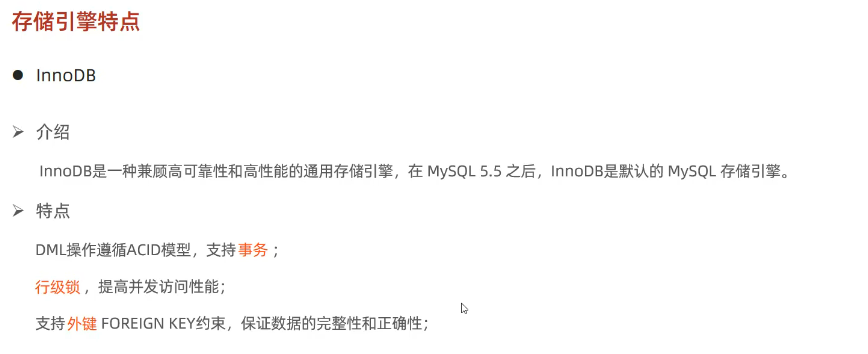 存储引擎特点
● InnoDB
➢ 介绍
InnoDB是一种兼顾高可靠性和高性能的通用存储引擎，在 MySQL 5.5 之后，InnoDB是默认的 MySQL 存储引擎。
➢ 特点
DML操作遵循ACID模型，支持事务；
行级锁，提高并发访问性能；
支持外键 FOREIGN KEY约束，保证数据的完整性和正确性；